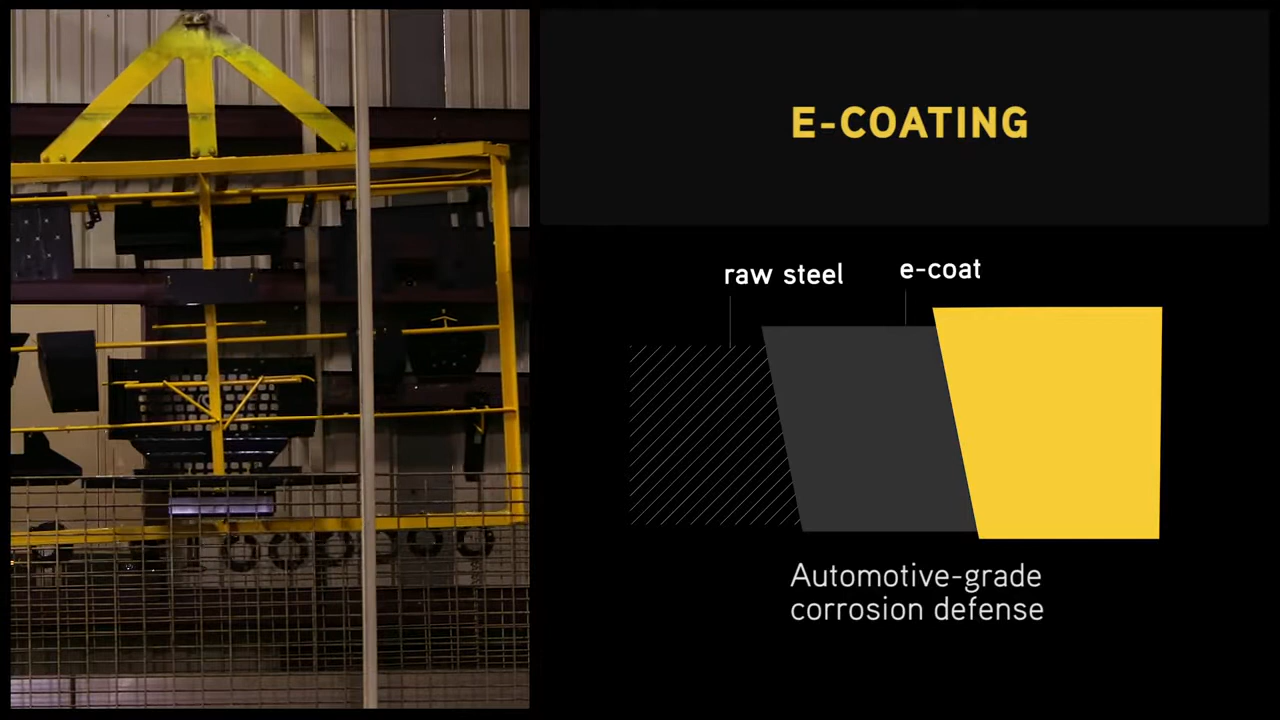 E-COATING
raw steel
e-coat
Automotive-grade
corrosion defense